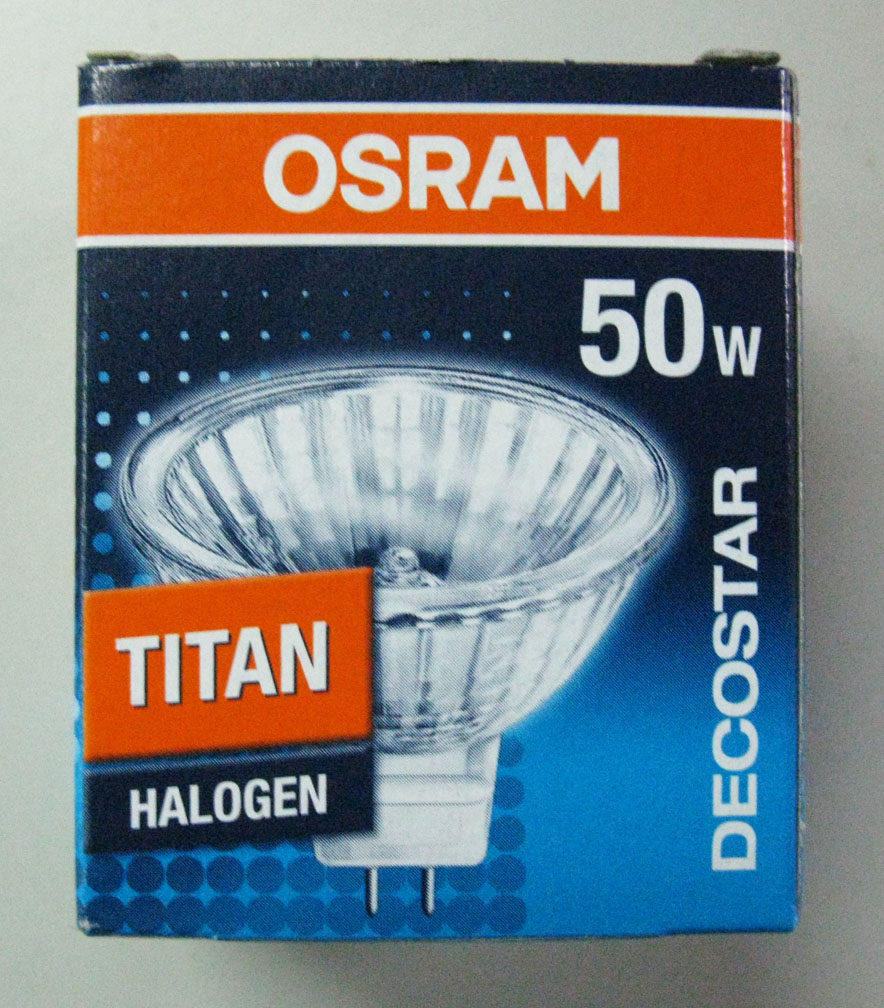 OSRAM
50W
DECOSTAR
TITAN
HALOGEN